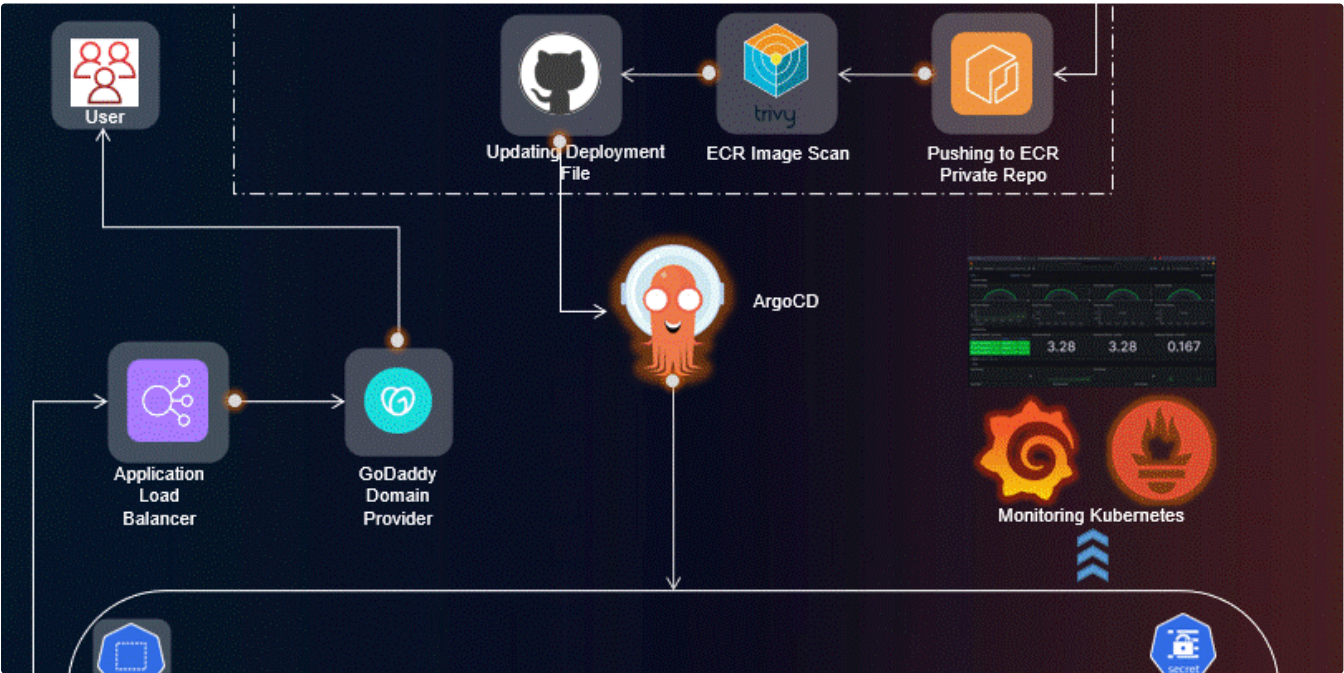 User
trivy
Updating Deployment
File
ECR Image Scan
Pushing to ECR
Private Repo
ArgoCD
3.28
3.28
0.167
Application
Load
Balancer
GoDaddy
Domain
Provider
Monitoring Kubernetes
secret